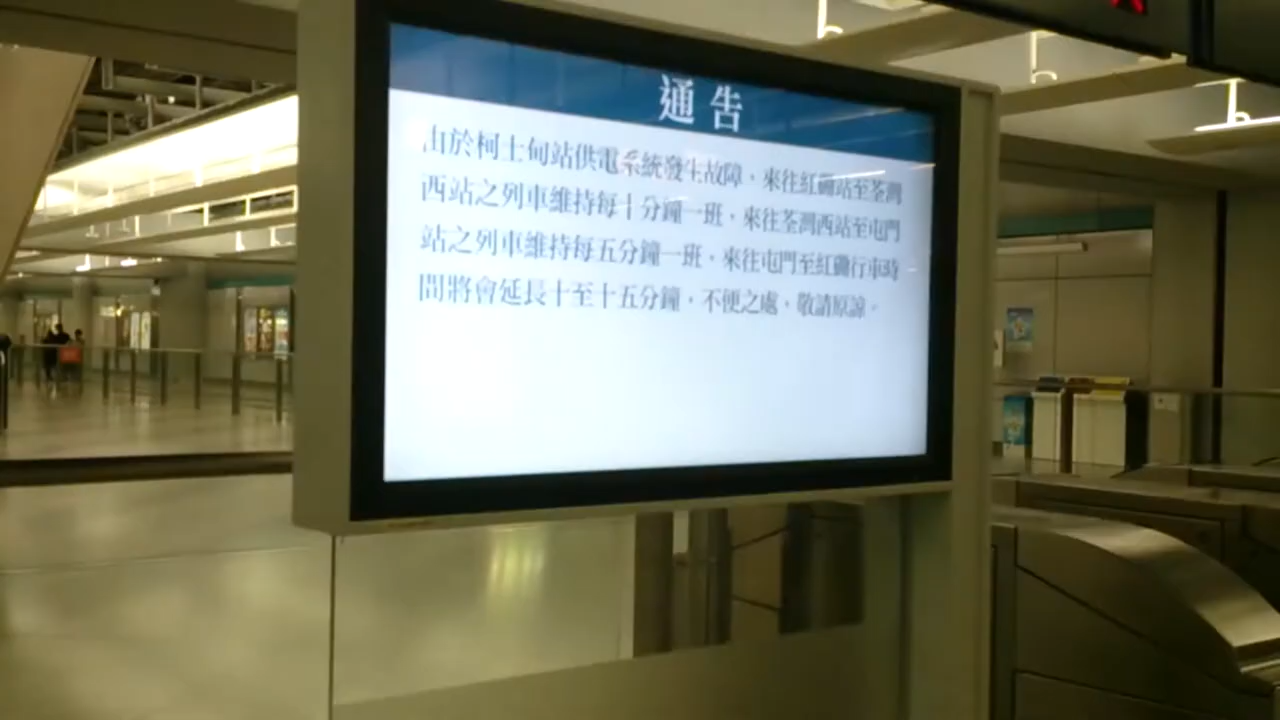 通告
由於柯士甸站供電系統發生故障，來往紅磡站至荃灣
西站之列車維持每十分鐘一班，來往荃灣西站至屯門
站之列車維持每五分鐘一班，來往屯門至紅磡行車時
間將會延長十至十五分鐘，不便之處，敬請原諒。